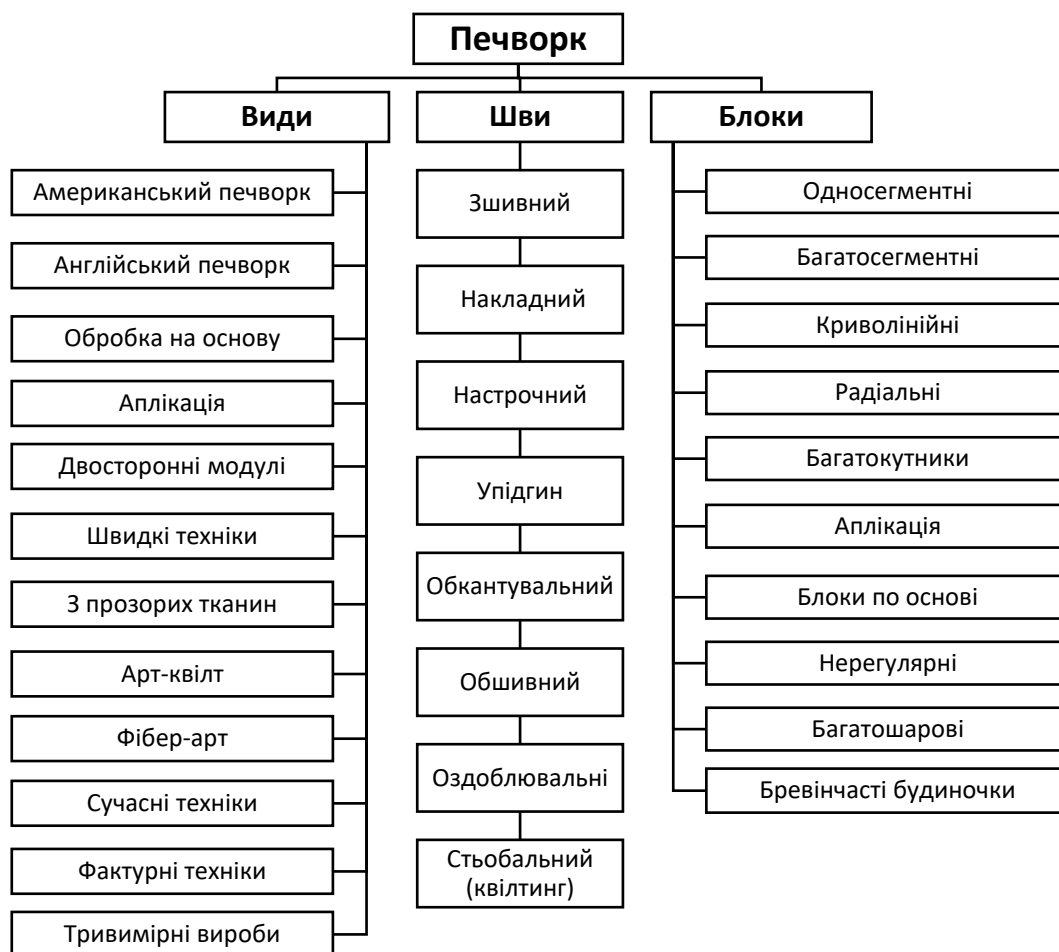 Печворк
Види
Американський печворк
Англійський печворк
Обробка на основу
Аплікація
Двосторонні модулі
Швидкі техніки
З прозорих тканин
Арт-квілт
Фібер-арт
Сучасні техніки
Фактурні техніки
Тривимірні вироби
Шви
Зшивний
Накладний
Настрочний
Упідгин
Обкантувальний
Обшивний
Оздоблювальні
Стьобальний
(квілтинг)
Блоки
Односегментні
Багатосегментні
Криволінійні
Радіальні
Багатокутники
Аплікація
Блоки по основі
Нерегулярні
Багатошарові
Бревінчасті будиночки